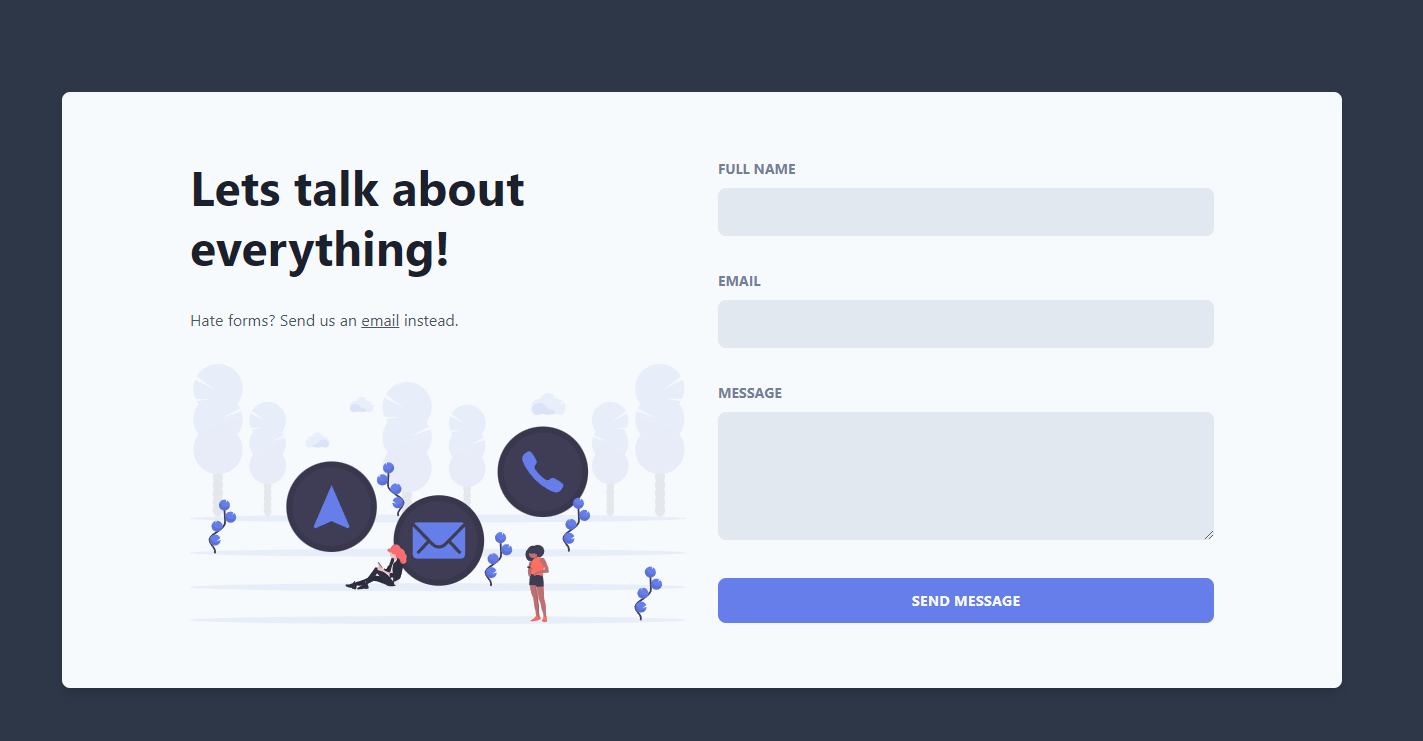 Lets talk about
everything!
Hate forms? Send us an email instead.
FULL NAME
EMAIL
MESSAGE
SEND MESSAGE